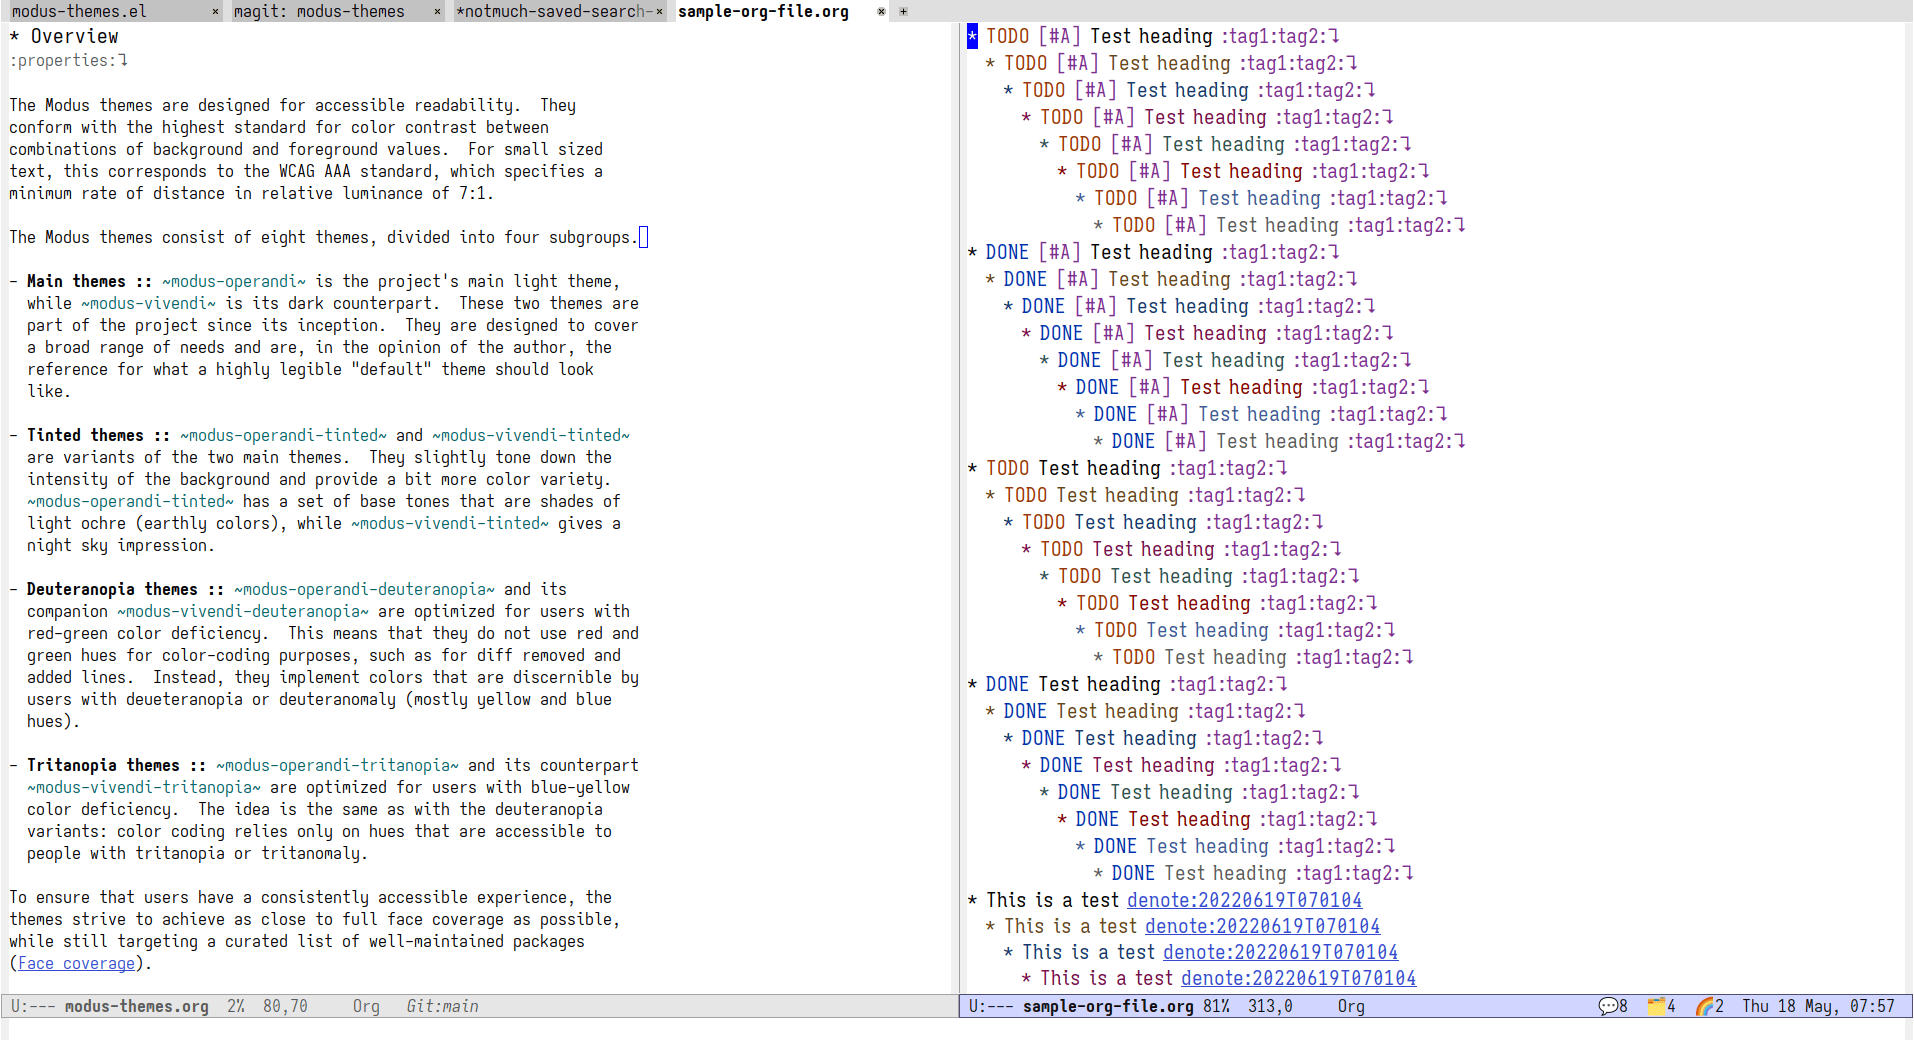 modus-themes.el × magit: modus-themes × *notmuch-saved-search- × sample-org-file.org ⊗ +
* Overview
:properties:⤵

The Modus themes are designed for accessible readability.  They
conform with the highest standard for color contrast between
combinations of background and foreground values.  For small sized
text, this corresponds to the WCAG AAA standard, which specifies a
minimum rate of distance in relative luminance of 7:1.

The Modus themes consist of eight themes, divided into four subgroups.

- Main themes :: ~modus-operandi~ is the project's main light theme,
  while ~modus-vivendi~ is its dark counterpart.  These two themes are
  part of the project since its inception.  They are designed to cover
  a broad range of needs and are, in the opinion of the author, the
  reference for what a highly legible "default" theme should look
  like.

- Tinted themes :: ~modus-operandi-tinted~ and ~modus-vivendi-tinted~
  are variants of the two main themes.  They slightly tone down the
  intensity of the background and provide a bit more color variety.
  ~modus-operandi-tinted~ has a set of base tones that are shades of
  light ochre (earthly colors), while ~modus-vivendi-tinted~ gives a
  night sky impression.

- Deuteranopia themes :: ~modus-operandi-deuteranopia~ and its
  companion ~modus-vivendi-deuteranopia~ are optimized for users with
  red-green color deficiency.  This means that they do not use red and
  green hues for color-coding purposes, such as for diff removed and
  added lines.  Instead, they implement colors that are discernible by
  users with deueteranopia or deuteranomaly (mostly yellow and blue
  hues).

- Tritanopia themes :: ~modus-operandi-tritanopia~ and its counterpart
  ~modus-vivendi-tritanopia~ are optimized for users with blue-yellow
  color deficiency.  The idea is the same as with the deuteranopia
  variants: color coding relies only on hues that are accessible to
  people with tritanopia or tritanomaly.

To ensure that users have a consistently accessible experience, the
themes strive to achieve as close to full face coverage as possible,
while still targeting a curated list of well-maintained packages
(Face coverage).
U:--- modus-themes.org  2%  80,70  Org  Git:main
* TODO [#A] Test heading :tag1:tag2:⤵
  * TODO [#A] Test heading :tag1:tag2:⤵
    * TODO [#A] Test heading :tag1:tag2:⤵
      * TODO [#A] Test heading :tag1:tag2:⤵
        * TODO [#A] Test heading :tag1:tag2:⤵
          * TODO [#A] Test heading :tag1:tag2:⤵
            * TODO [#A] Test heading :tag1:tag2:⤵
              * TODO [#A] Test heading :tag1:tag2:⤵
* DONE [#A] Test heading :tag1:tag2:⤵
  * DONE [#A] Test heading :tag1:tag2:⤵
    * DONE [#A] Test heading :tag1:tag2:⤵
      * DONE [#A] Test heading :tag1:tag2:⤵
        * DONE [#A] Test heading :tag1:tag2:⤵
          * DONE [#A] Test heading :tag1:tag2:⤵
            * DONE [#A] Test heading :tag1:tag2:⤵
              * DONE [#A] Test heading :tag1:tag2:⤵
* TODO Test heading :tag1:tag2:⤵
  * TODO Test heading :tag1:tag2:⤵
    * TODO Test heading :tag1:tag2:⤵
      * TODO Test heading :tag1:tag2:⤵
        * TODO Test heading :tag1:tag2:⤵
          * TODO Test heading :tag1:tag2:⤵
            * TODO Test heading :tag1:tag2:⤵
              * TODO Test heading :tag1:tag2:⤵
* DONE Test heading :tag1:tag2:⤵
  * DONE Test heading :tag1:tag2:⤵
    * DONE Test heading :tag1:tag2:⤵
      * DONE Test heading :tag1:tag2:⤵
        * DONE Test heading :tag1:tag2:⤵
          * DONE Test heading :tag1:tag2:⤵
            * DONE Test heading :tag1:tag2:⤵
              * DONE Test heading :tag1:tag2:⤵
* This is a test denote:20220619T070104
  * This is a test denote:20220619T070104
    * This is a test denote:20220619T070104
      * This is a test denote:20220619T070104
U:--- sample-org-file.org 81%  313,0  Org  💬8  🗂️4  🌈2  Thu 18 May, 07:57